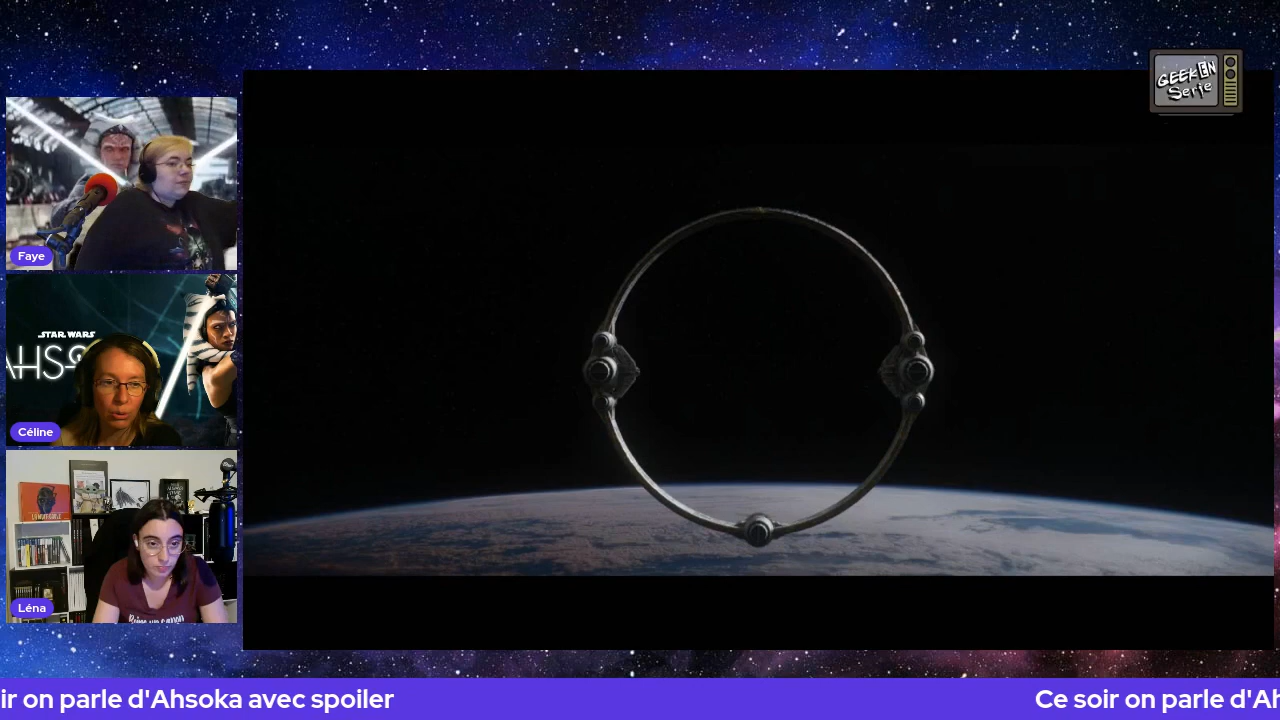 GEEK EN
Serie
Faye
STAR WARS
AHSO
Céline
Léna
ir on parle d'Ahsoka avec spoiler
Ce soir on parle d'Ah